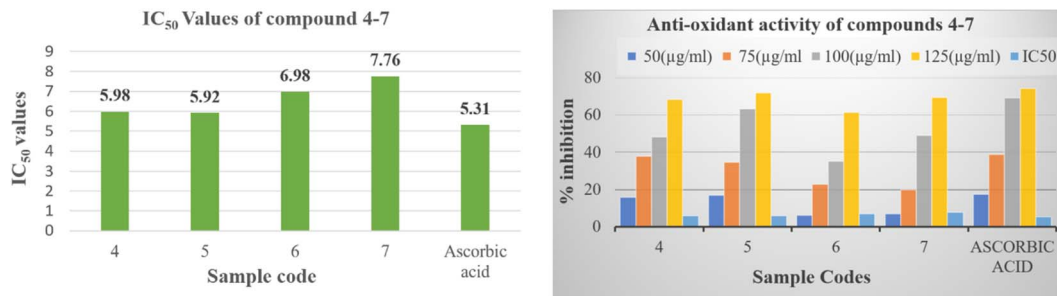 IC50 Values of compound 4-7
9
8
7
6
5
4
3
2
1
0
5.98
5.92
6.98
7.76
5.31
IC50 values
4 5 6 7 Ascorbic
acid
Sample code
Anti-oxidant activity of compounds 4-7
50(µg/ml) 75(µg/ml 100(µg/ml) 125(µg/ml) IC50
80
60
40
20
0
% inhibition
4 5 6 7 ASCORBIC
ACID
Sample Codes